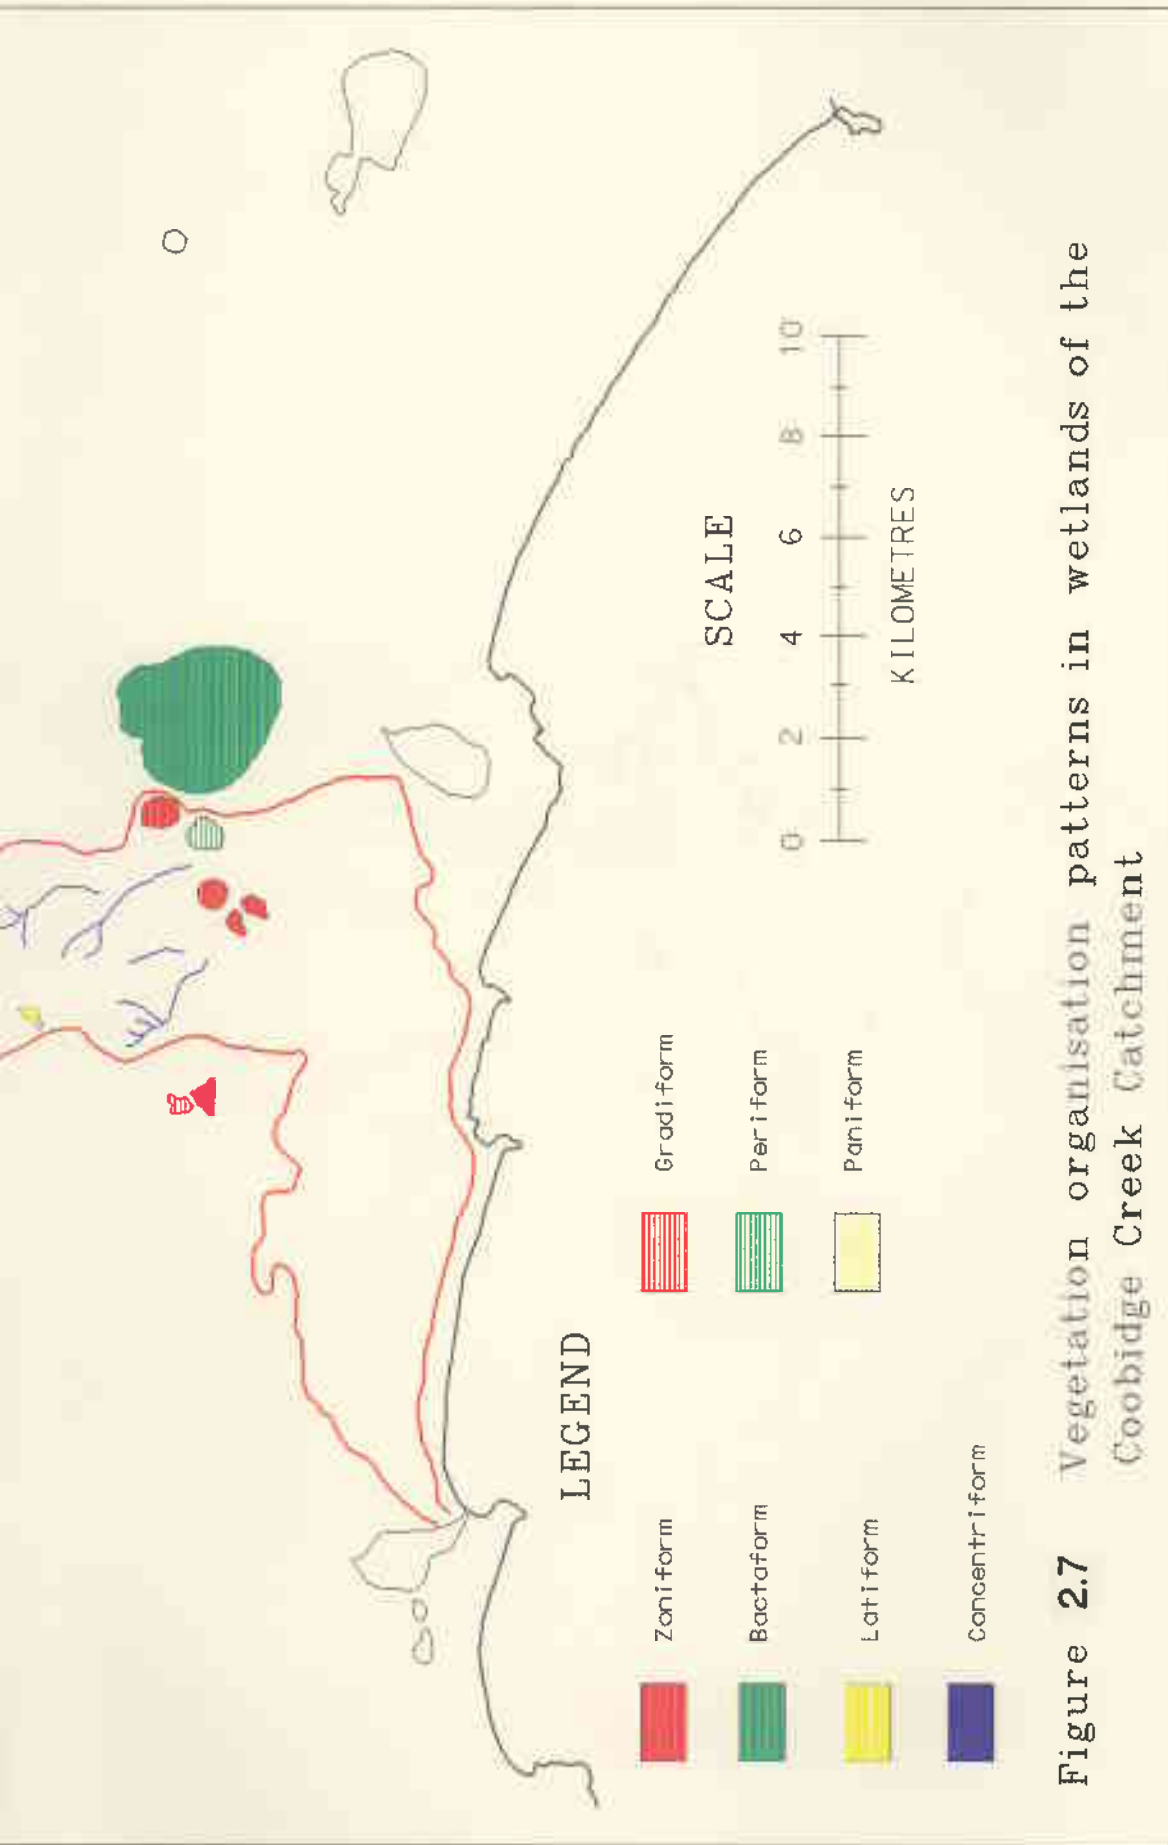 SCALE
0 2 4 6 8 10
KILOMETRES
LEGEND
Zoniform
Gradiform
Bactaform
Periform
Latiform
Paniform
Concentriform
Figure 2.7 Vegetation organisation patterns in wetlands of the
Coobidge Creek Catchment